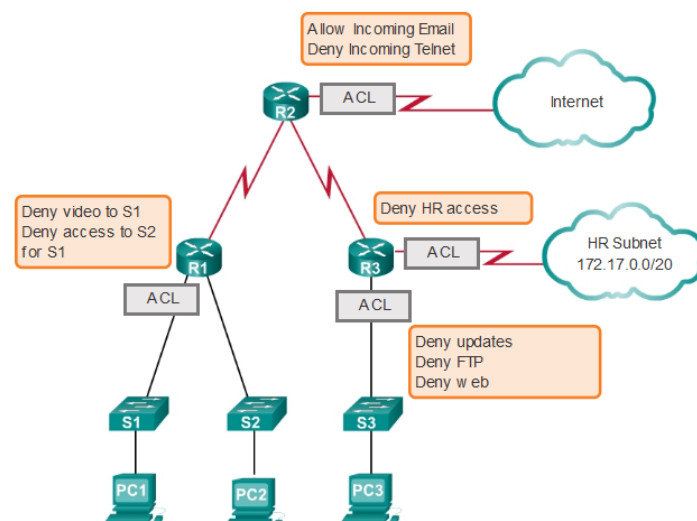 Allow Incoming Email
Deny Incoming Telnet
ACL
Internet
R2
Deny video to S1
Deny access to S2
for S1
Deny HR access
R1
R3
ACL
HR Subnet
172.17.0.0/20
ACL
ACL
Deny updates
Deny FTP
Deny web
S1
S2
S3
PC1
PC2
PC3